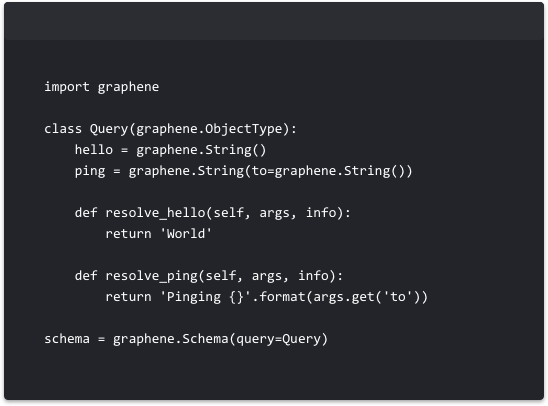 import graphene

class Query(graphene.ObjectType):
    hello = graphene.String()
    ping = graphene.String(to=graphene.String())

    def resolve_hello(self, args, info):
        return 'World'

    def resolve_ping(self, args, info):
        return 'Pinging {}'.format(args.get('to'))

schema = graphene.Schema(query=Query)